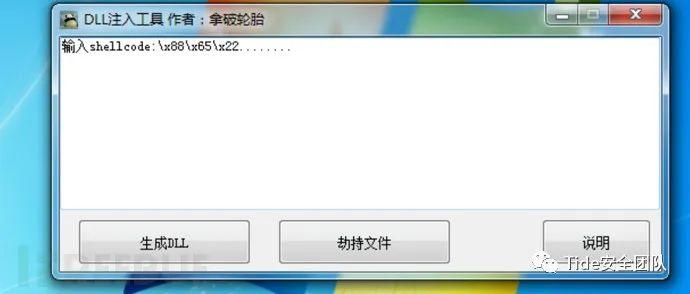 DLL注入工具 作者：拿破轮胎
输入shellcode:\x88\x65\x22........
生成DLL
劫持文件
说明
Tide安全团队